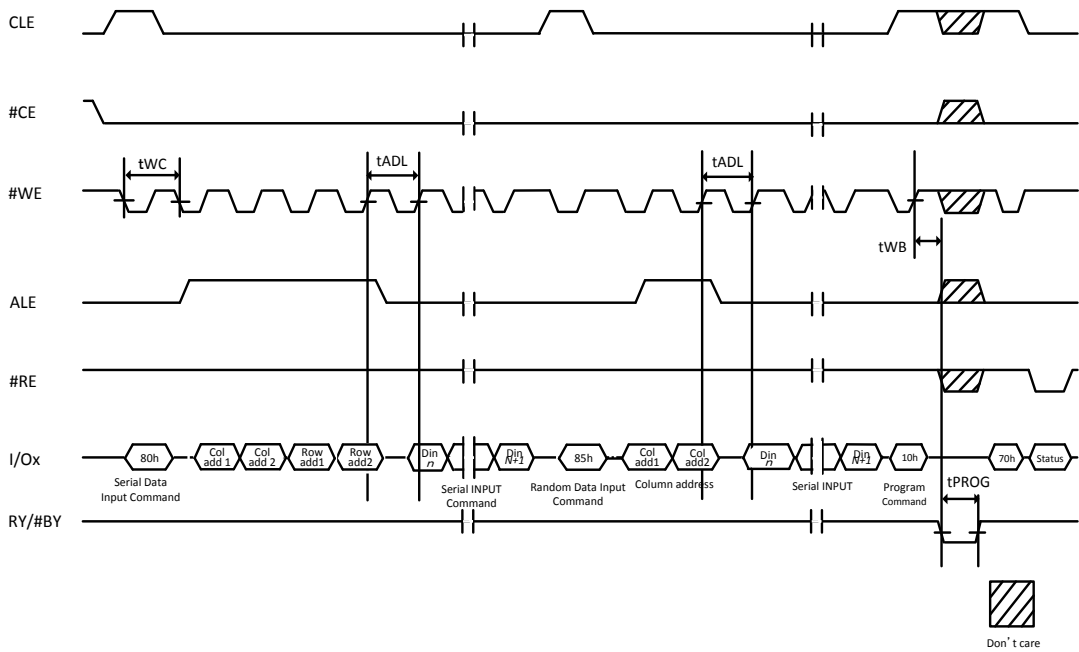 CLE
#CE
tWC
tADL
tADL
#WE
tWB
ALE
#RE
I/Ox
80h
Col add 1
Col add 2
Row add1
Row add2
Din n
Din N+1
85h
Col add1
Col add2
Din n
Din N+1
10h
70h
Status
Serial Data
Input Command
Serial INPUT
Command
Random Data Input
Command
Column address
Serial INPUT
Program
Command
tPROG
RY/#BY
Don't care